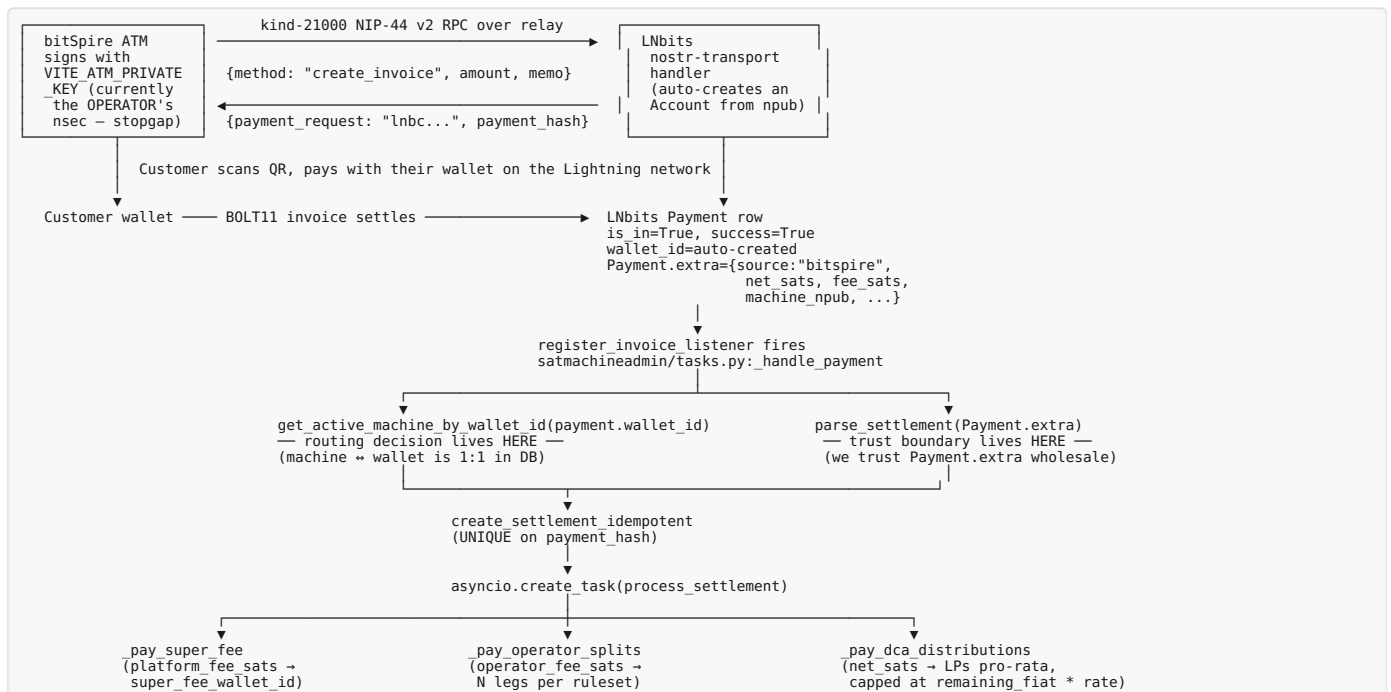 kind-21000 NIP-44 v2 RPC over relay
bitSpire ATM
signs with
VITE_ATM_PRIVATE
_KEY (currently
the OPERATOR's
nsec — stopgap)
{method: "create_invoice", amount, memo}
{payment_request: "lnbc...", payment_hash}
LNbits
nostr-transport
handler
(auto-creates an
Account from npub)
Customer scans QR, pays with their wallet on the Lightning network
Customer wallet
BOLT11 invoice settles
LNbits Payment row
is_in=True, success=True
wallet_id=auto-created
Payment.extra={source:"bitspire",
net_sats, fee_sats,
machine_npub, ...}
register_invoice_listener fires
satmachineadmin/tasks.py:_handle_payment
get_active_machine_by_wallet_id(payment.wallet_id)
── routing decision lives HERE ──
(machine ↔ wallet is 1:1 in DB)
parse_settlement(Payment.extra)
── trust boundary lives HERE ──
(we trust Payment.extra wholesale)
create_settlement_idempotent
(UNIQUE on payment_hash)
asyncio.create_task(process_settlement)
_pay_super_fee
(platform_fee_sats →
super_fee_wallet_id)
_pay_operator_splits
(operator_fee_sats →
N legs per ruleset)
_pay_dca_distributions
(net_sats → LPs pro-rata,
capped at remaining_fiat * rate)